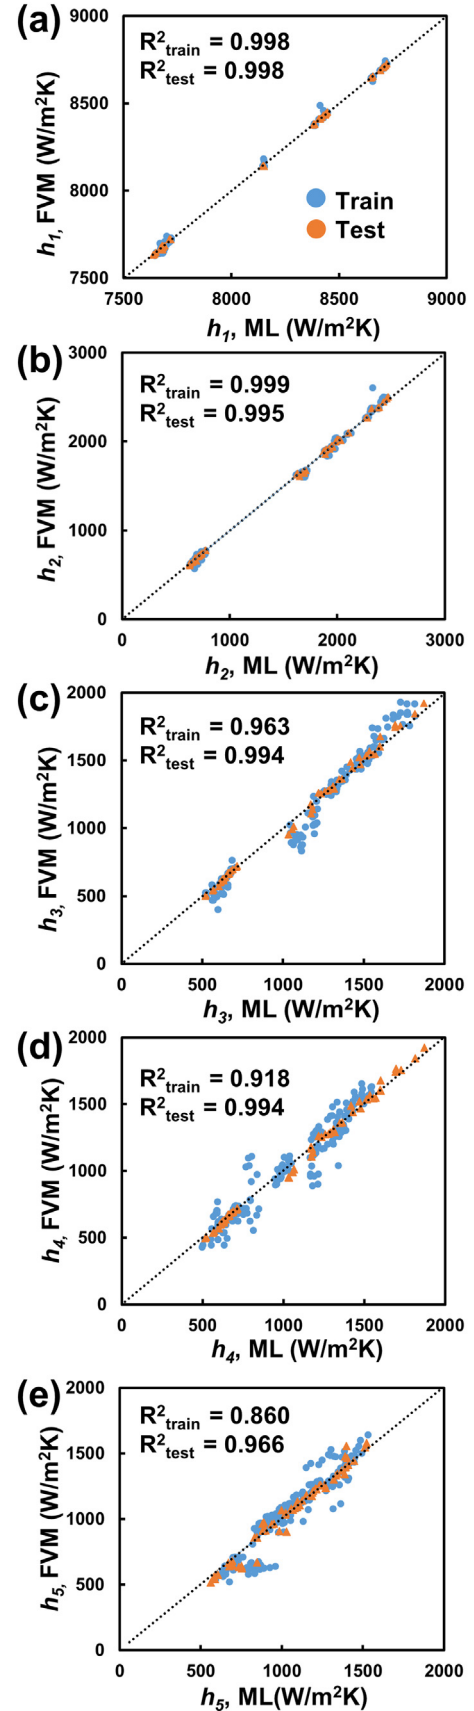 (a)
9000
R²train = 0.998
R²test = 0.998
8500
h1, FVM (W/m2K)
8000
Train
Test
7500
7500 8000 8500 9000
h1, ML (W/m2K)
(b)
3000
R²train = 0.999
R²test = 0.995
2000
h2, FVM (W/m2K)
1000
0
0 1000 2000 3000
h2, ML (W/m2K)
(c)
2000
R²train = 0.963
R²test = 0.994
1500
h3, FVM (W/m2K)
1000
500
0
0 500 1000 1500 2000
h3, ML (W/m2K)
(d)
2000
R²train = 0.918
R²test = 0.994
1500
h4, FVM (W/m2K)
1000
500
0
0 500 1000 1500 2000
h4, ML (W/m2K)
(e)
2000
R²train = 0.860
R²test = 0.966
1500
h5, FVM (W/m2K)
1000
500
0
0 500 1000 1500 2000
h5, ML(W/m2K)